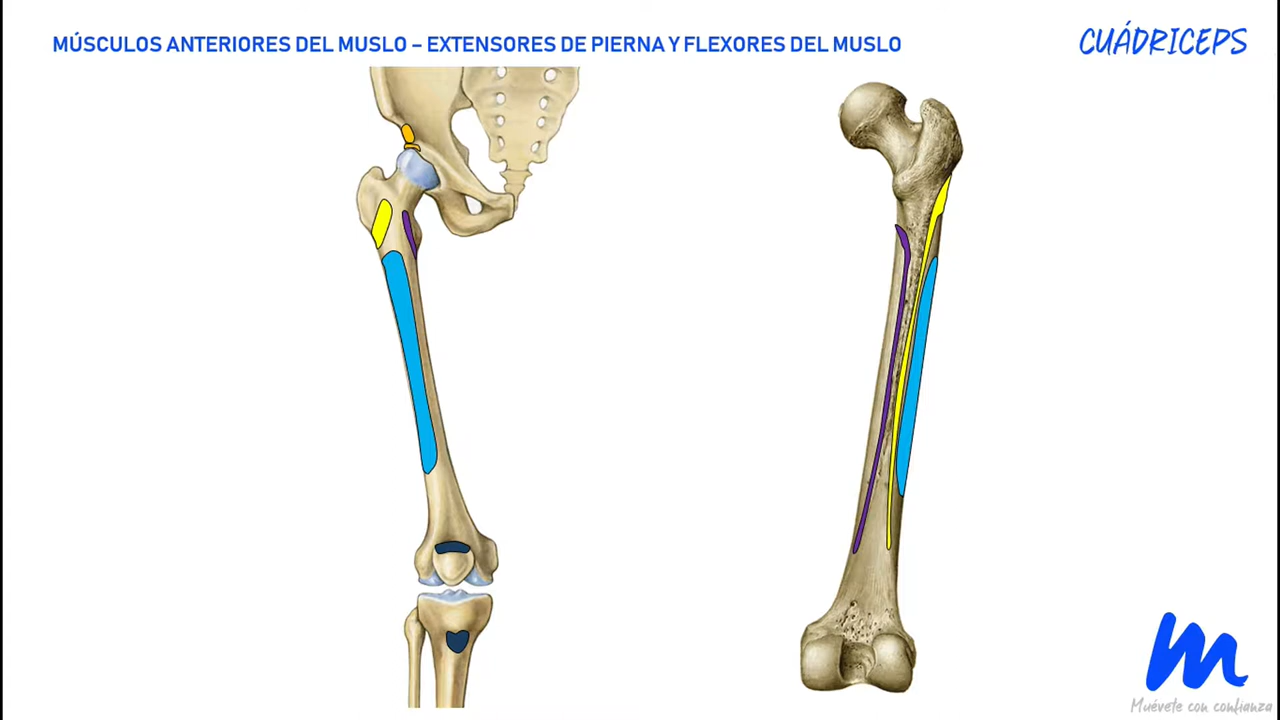 MÚSCULOS ANTERIORES DEL MUSLO – EXTENSORES DE PIERNA Y FLEXORES DEL MUSLO
CUÁDRICEPS
Muévete con confianza